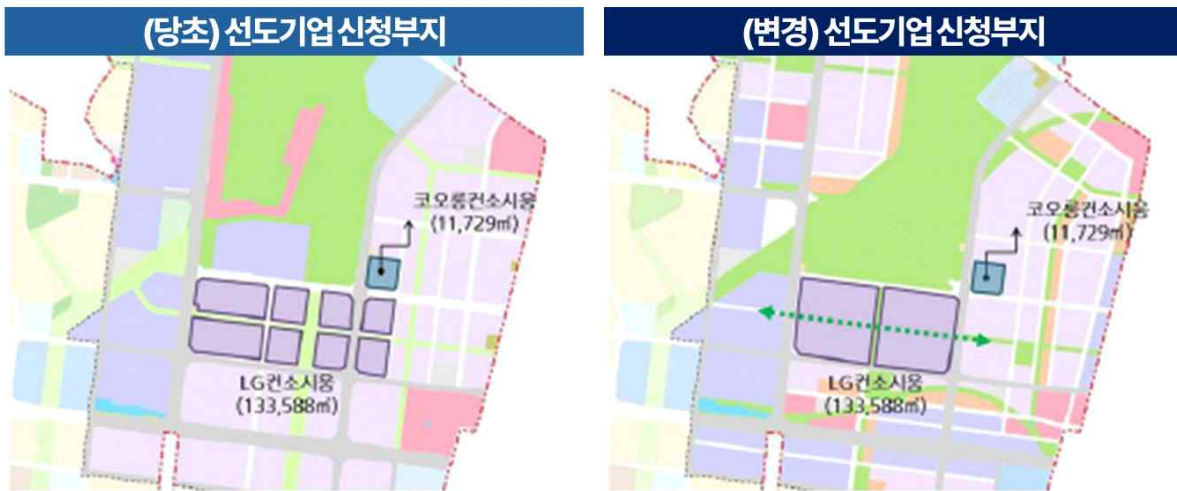 (당초) 선도기업 신청부지
(변경) 선도기업 신청부지
코오롱컨소시움
(11,729㎡)
LG컨소시움
(133,588㎡)
코오롱컨소시움
(11,729㎡)
LG컨소시움
(133,588㎡)